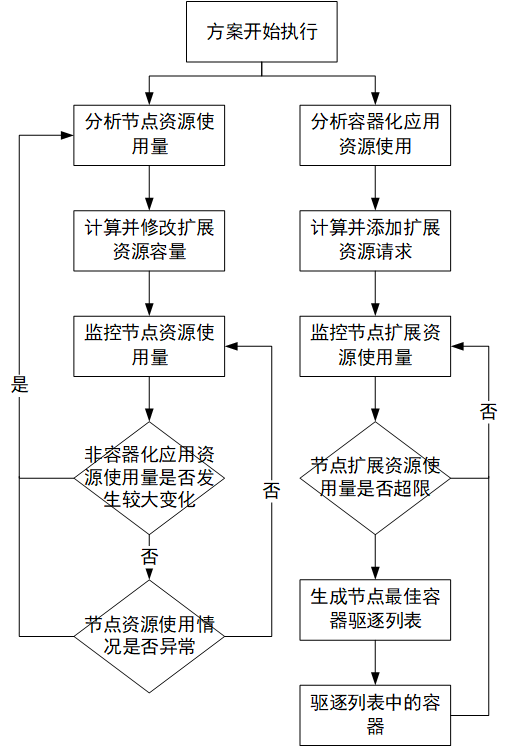 方案开始执行
分析节点资源使
用量
计算并修改扩展
资源容量
监控节点资源使
用量
是
非容器化应用资
源使用量是否发
生较大变化
否
否
节点资源使用情
况是否异常
分析容器化应用
资源使用
计算并添加扩展
资源请求
监控节点扩展资
源使用量
否
节点扩展资源使
用量是否超限
生成节点最佳容
器驱逐列表
驱逐列表中的容
器